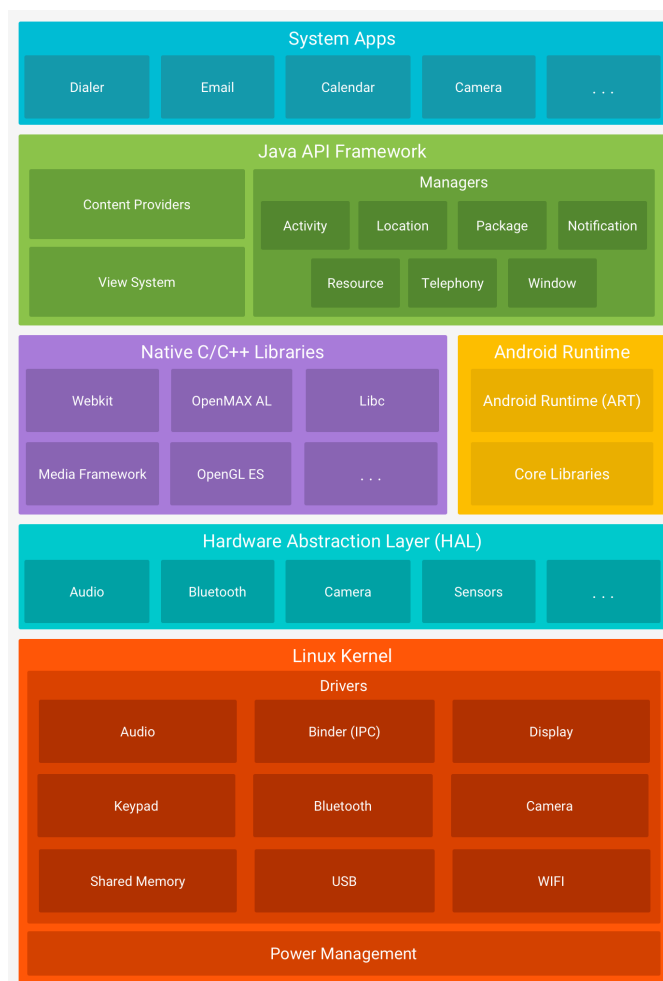 System Apps
Dialer
Email
Calendar
Camera
. . .
Java API Framework
Content Providers
View System
Managers
Activity
Location
Package
Notification
Resource
Telephony
Window
Native C/C++ Libraries
Webkit
OpenMAX AL
Libc
Media Framework
OpenGL ES
. . .
Android Runtime
Android Runtime (ART)
Core Libraries
Hardware Abstraction Layer (HAL)
Audio
Bluetooth
Camera
Sensors
. . .
Linux Kernel
Drivers
Audio
Binder (IPC)
Display
Keypad
Bluetooth
Camera
Shared Memory
USB
WIFI
Power Management